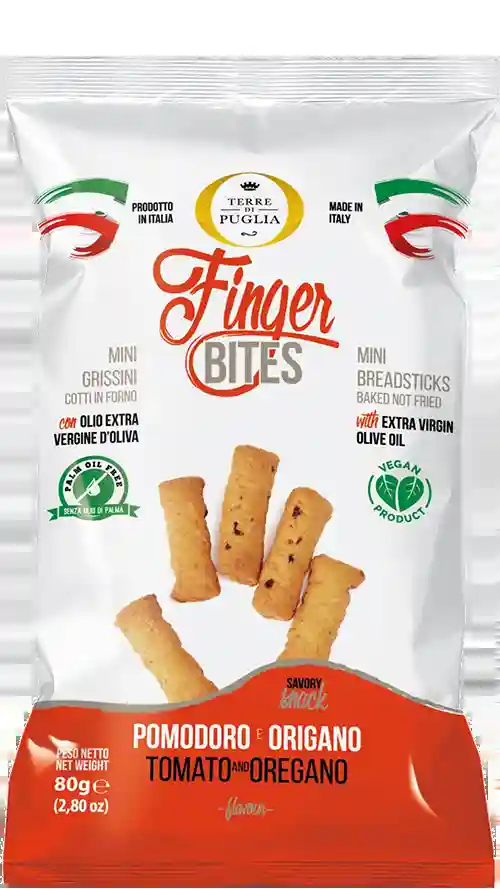 TERRE
DI
PUGLIA
PRODOTTO
IN ITALIA
MADE IN
ITALY
Finger
BITES
MINI
GRISSINI
COTTI IN FORNO
con OLIO EXTRA
VERGINE D'OLIVA
MINI
BREADSTICKS
BAKED NOT FRIED
with EXTRA VIRGIN
OLIVE OIL
PALM OIL FREE
SENZA OLIO DI PALMA
VEGAN
PRODUCT
SAVORY
snack
POMODORO E ORIGANO
TOMATO AND OREGANO
PESO NETTO
NET WEIGHT
80g e
(2,80 oz)
-flavour-